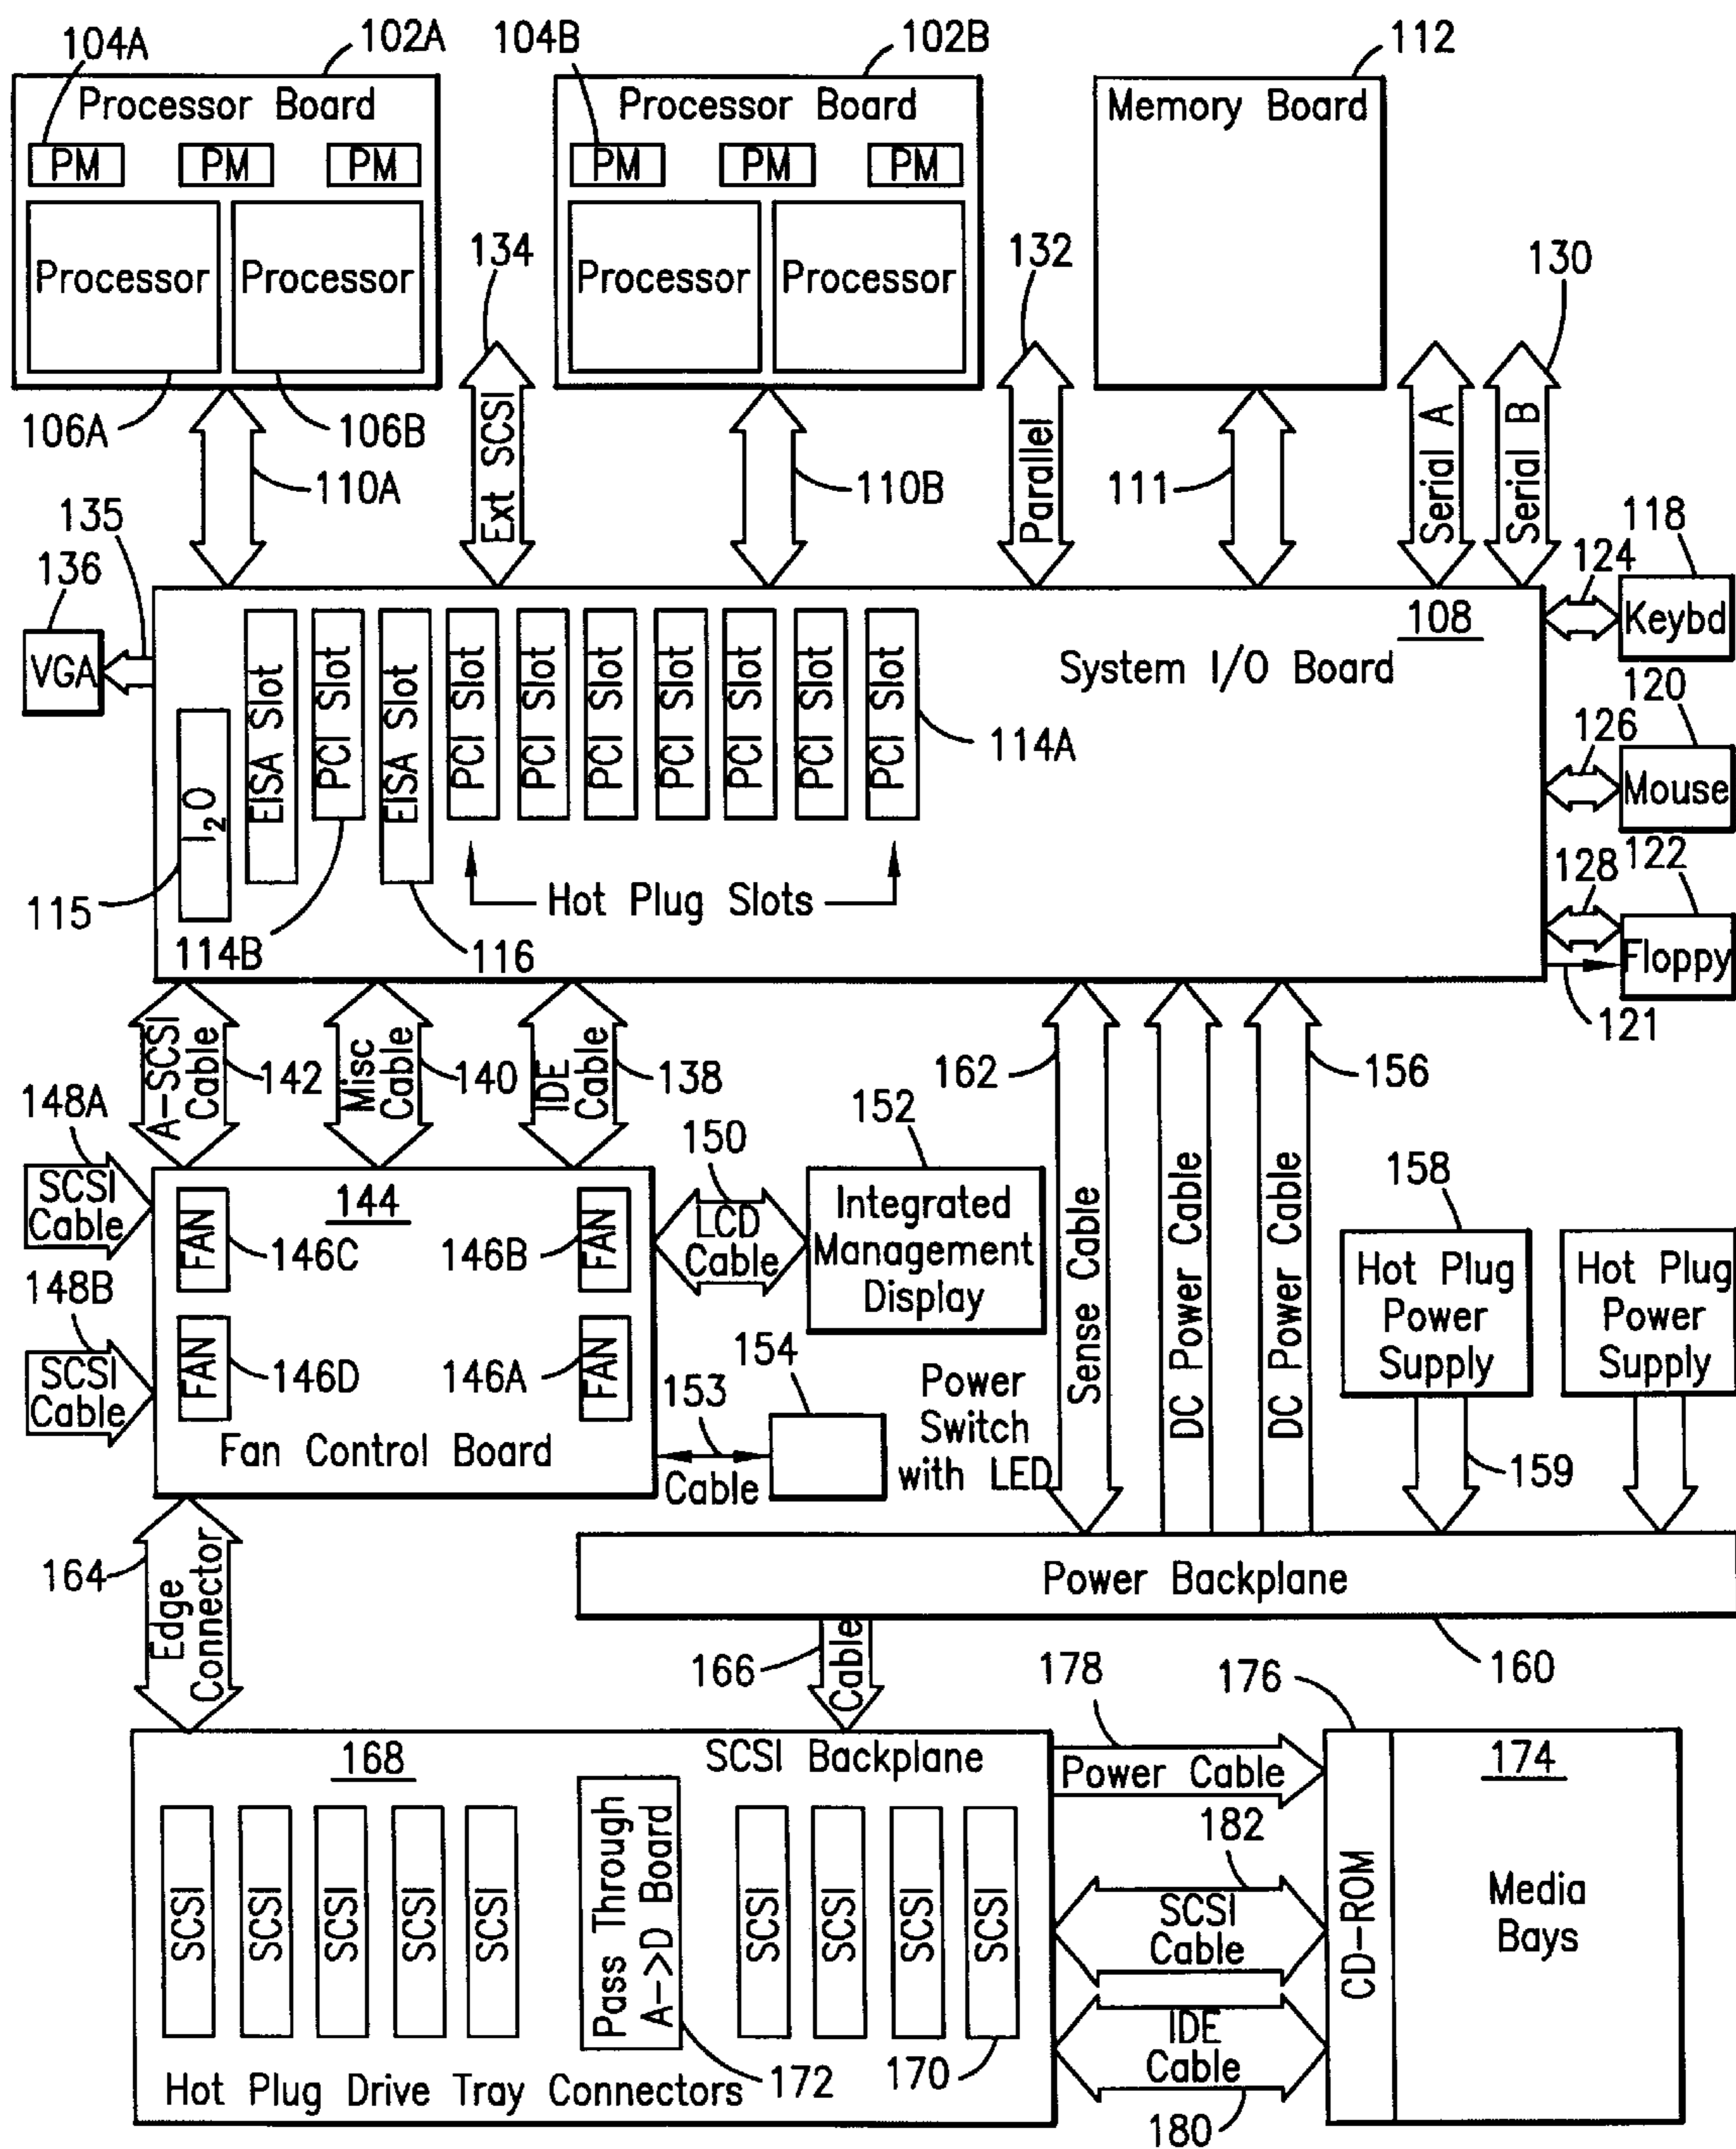 104A
102A
104B
102B
112
Processor Board
PM
PM
PM
Processor
Processor
Processor Board
PM
PM
PM
Processor
Processor
Memory Board
134
132
130
106A
106B
110A
Ext SCSI
110B
Parallel
111
Serial A
Serial B
135
136
VGA
118
124
Keybd
120
126
Mouse
122
128
Floppy
121
108
System I/O Board
I2O
EISA Slot
PCI Slot
EISA Slot
PCI Slot
PCI Slot
PCI Slot
PCI Slot
PCI Slot
PCI Slot
PCI Slot
114A
115
114B
116
Hot Plug Slots
A-SCSI
Cable
142
Misc
Cable
140
IDE
Cable
138
162
156
148A
SCSI
Cable
148B
SCSI
Cable
144
FAN
146C
146B
FAN
FAN
146D
146A
FAN
Fan Control Board
150
LCD
Cable
152
Integrated
Management
Display
153
Cable
154
Power
Switch
with LED
Sense Cable
DC Power Cable
DC Power Cable
158
Hot Plug
Power
Supply
Hot Plug
Power
Supply
159
164
Edge
Connector
Power Backplane
160
166
Cable
178
176
168
SCSI Backplane
SCSI
SCSI
SCSI
SCSI
SCSI
Pass Through
A->D Board
SCSI
SCSI
SCSI
SCSI
Hot Plug Drive Tray Connectors
172
170
Power Cable
182
SCSI
Cable
IDE
Cable
180
CD-ROM
174
Media
Bays